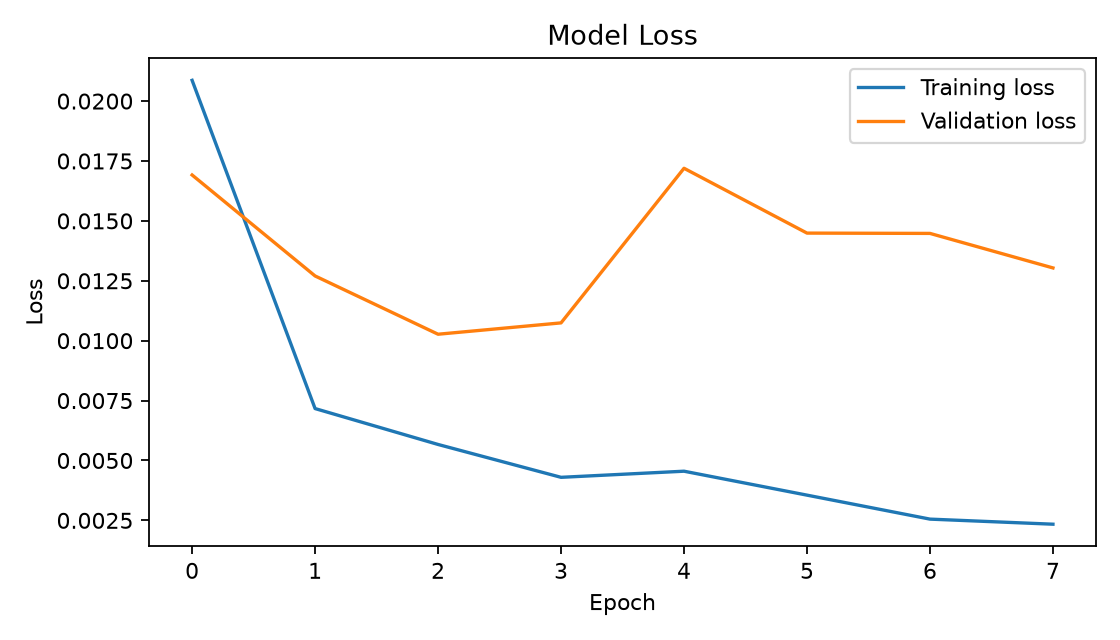 Model Loss
Training loss
Validation loss
0.0200
0.0175
0.0150
0.0125
0.0100
0.0075
0.0050
0.0025
Loss
0 1 2 3 4 5 6 7
Epoch